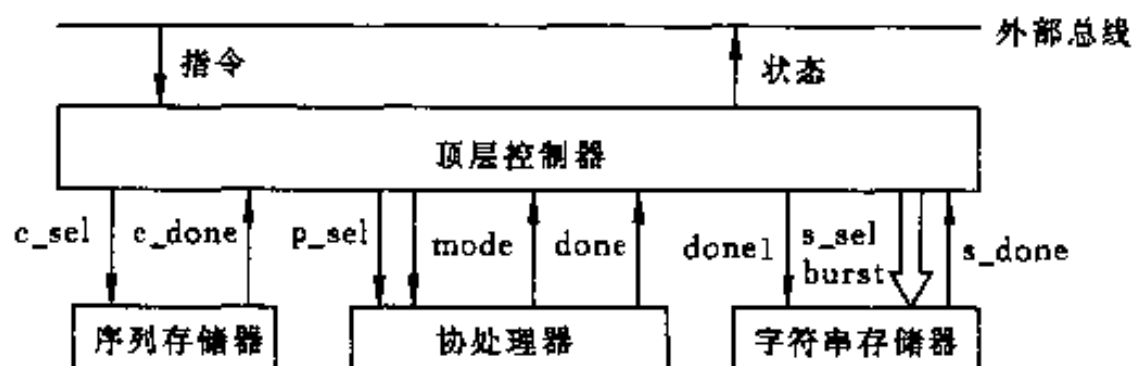 外部总线
指令
状态
顶层控制器
c_sel
c_done
p_sel
mode
done
done1
s_sel
burst
s_done
序列存储器
协处理器
字符串存储器